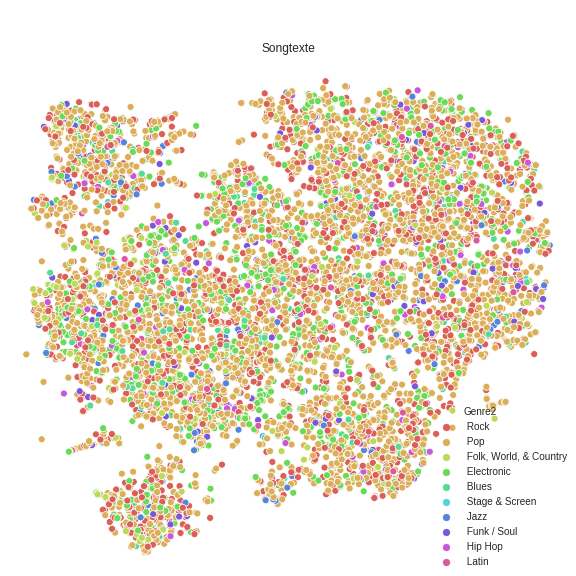 Songtexte
Genre2
Rock
Pop
Folk, World, & Country
Electronic
Blues
Stage & Screen
Jazz
Funk / Soul
Hip Hop
Latin